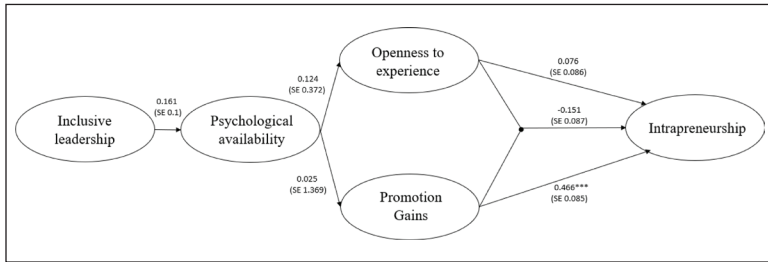 Inclusive
leadership
0.161
(SE 0.1)
Psychological
availability
0.124
(SE 0.372)
0.025
(SE 1.369)
Openness to
experience
Promotion
Gains
0.076
(SE 0.086)
-0.151
(SE 0.087)
0.466***
(SE 0.085)
Intrapreneurship